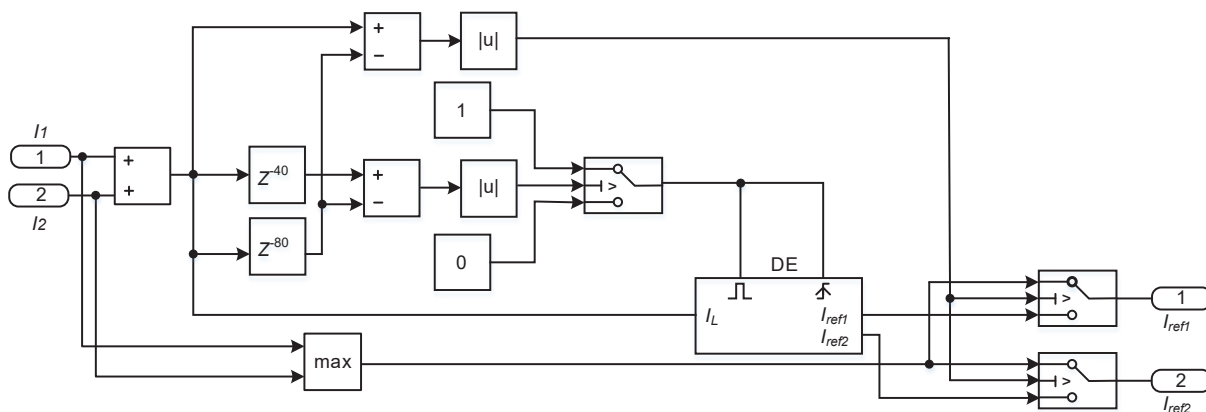 +
−
|u|
1
I1
1
+
+
2
I2
Z-40
+
−
|u|
>
Z-80
0
DE
IL
Iref1
Iref2
max
>
1
Iref1
>
2
Iref2